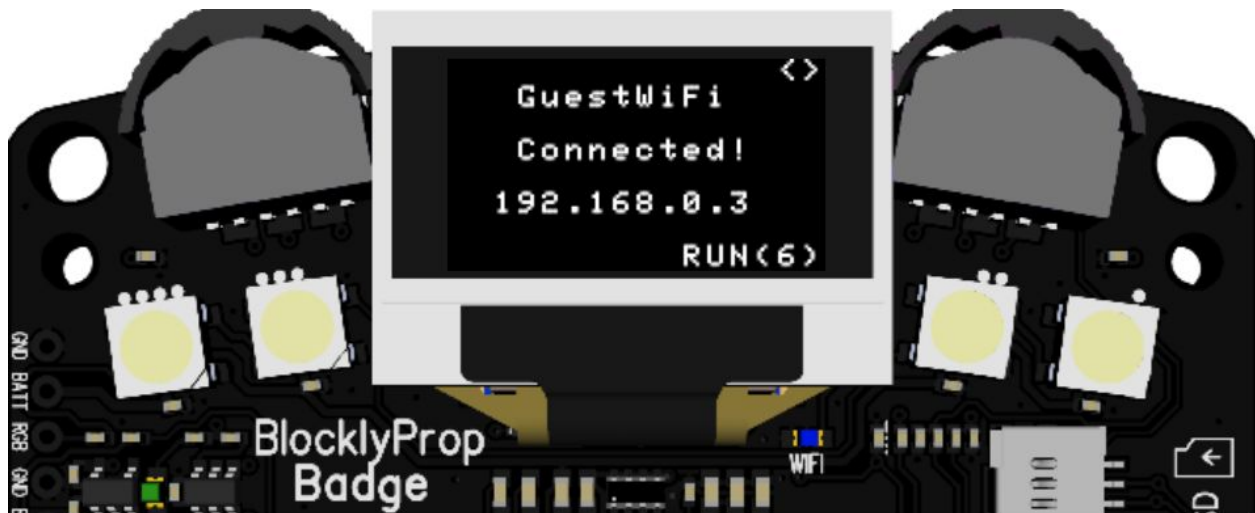 <>
GuestWiFi
Connected!
192.168.0.3
RUN(6)
GND
BATT
RGB
GND
BlocklyProp
Badge
WIFI